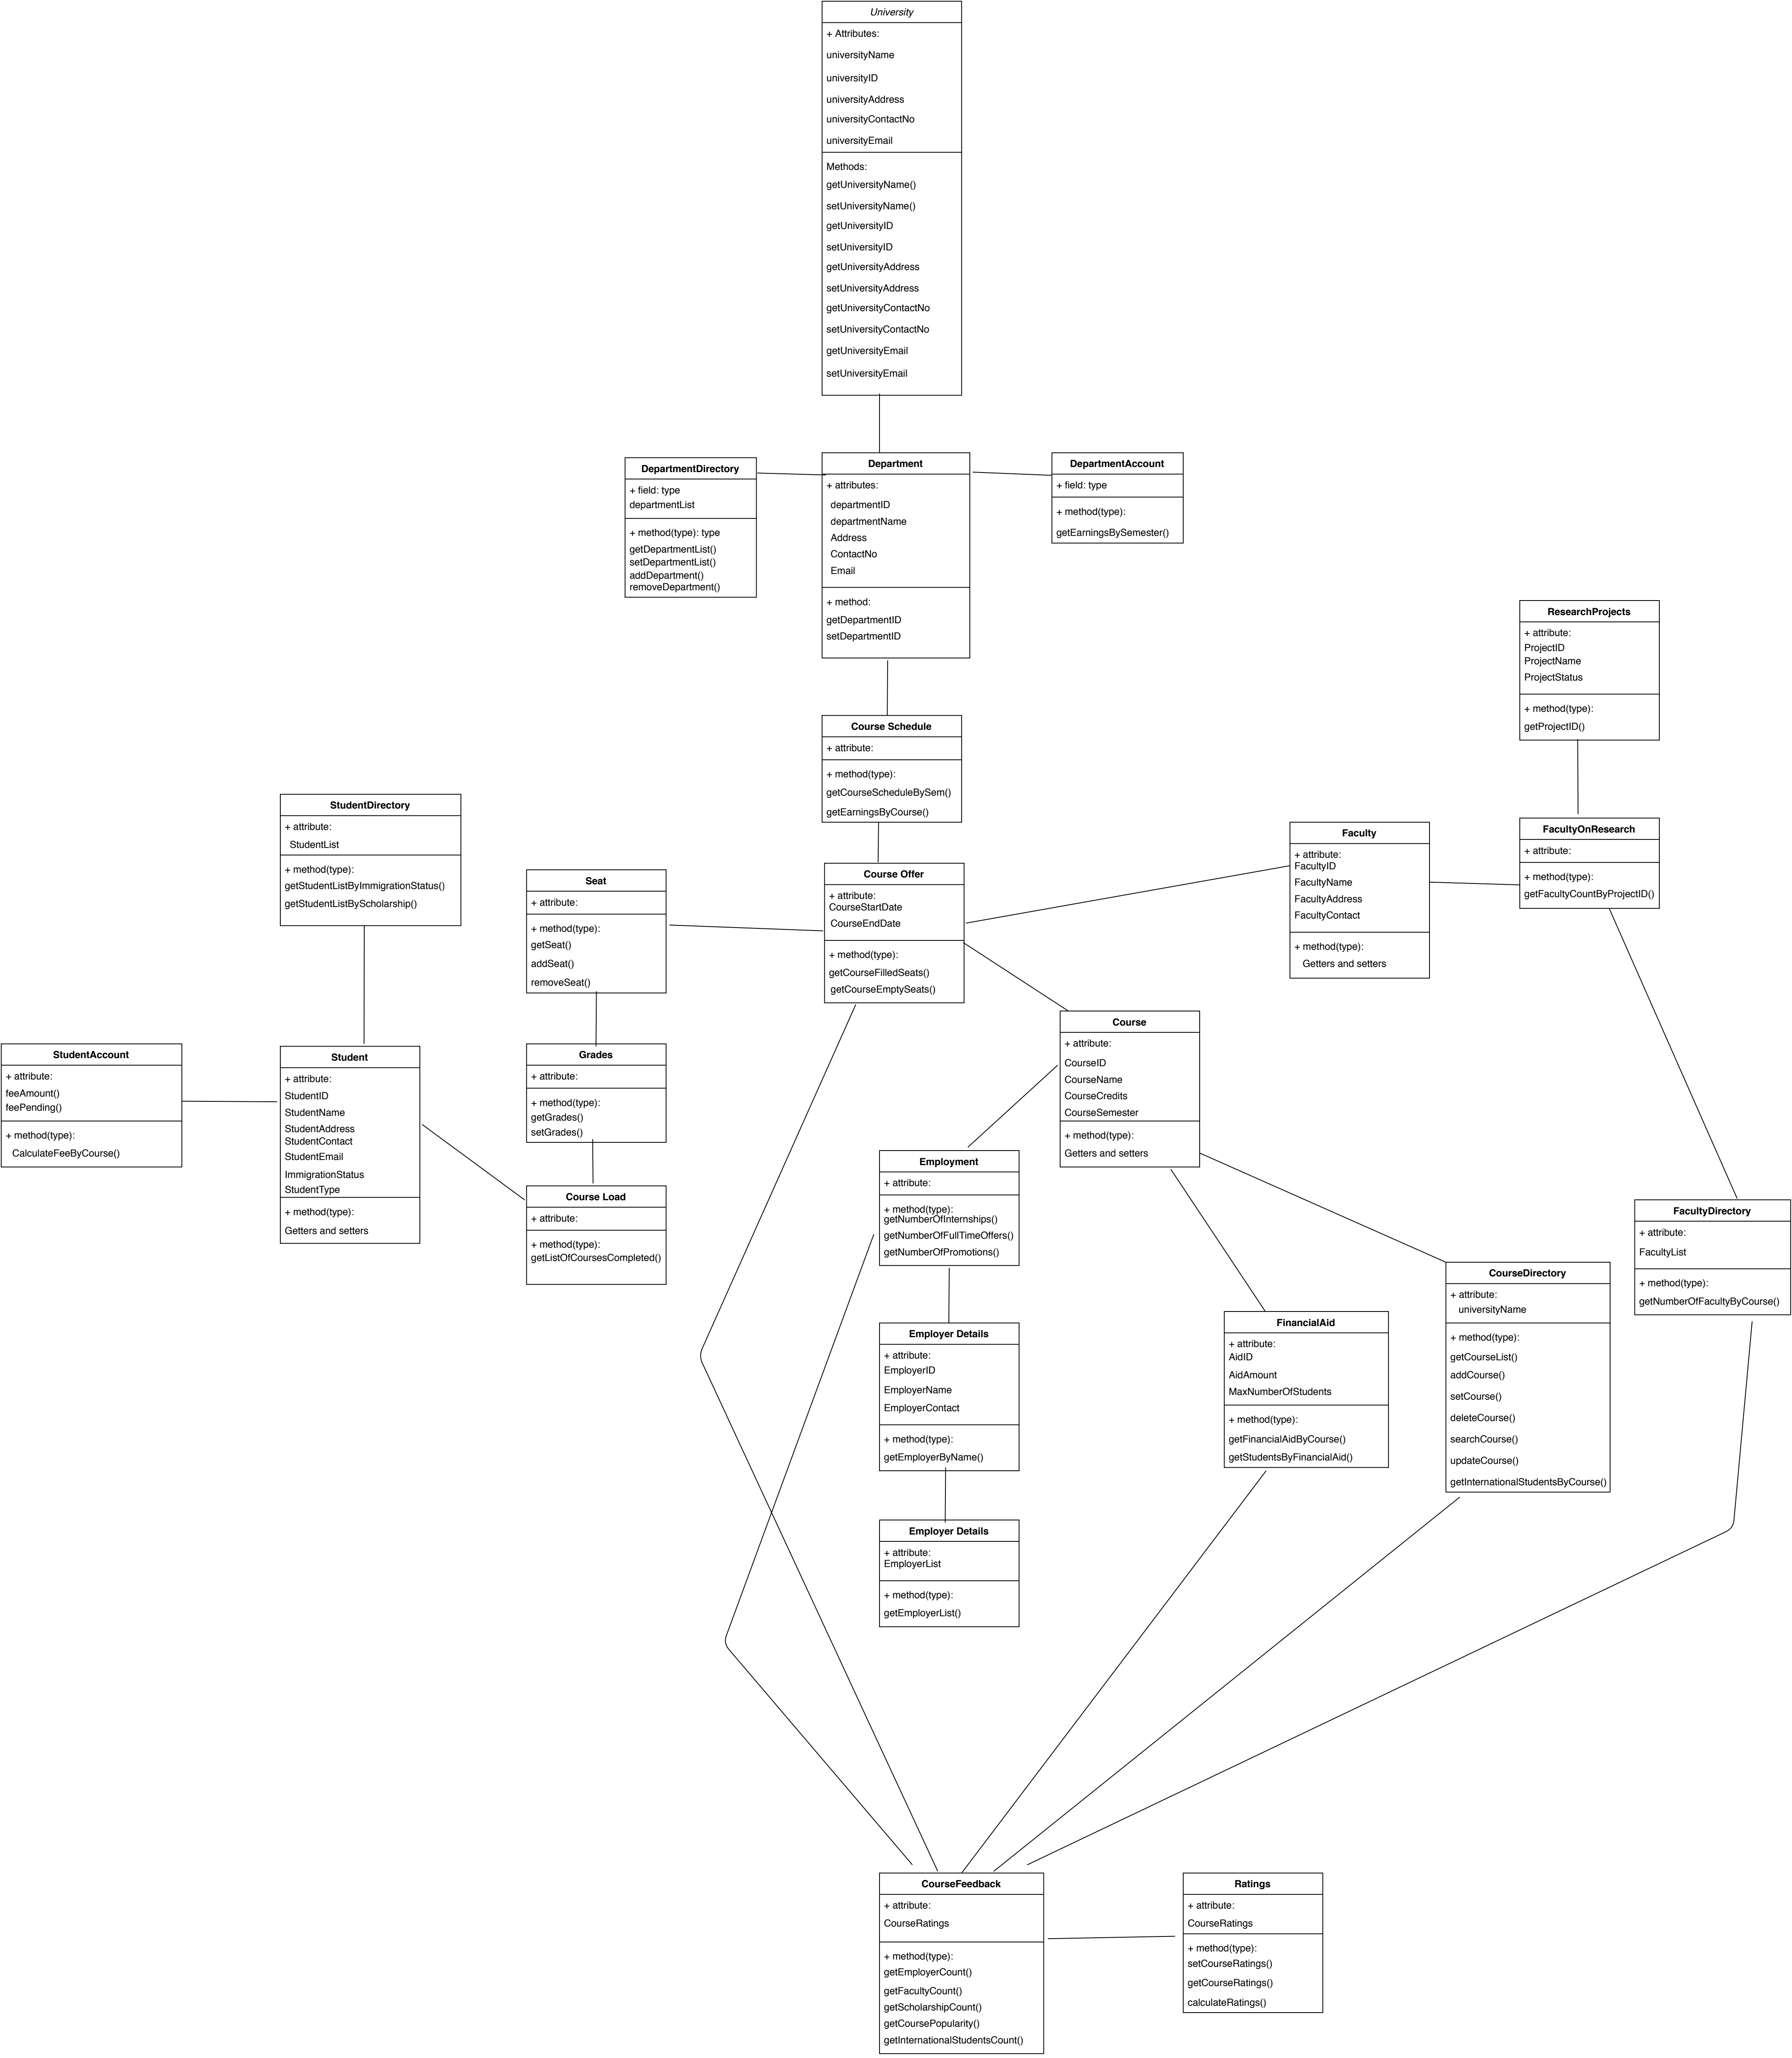 University
+ Attributes:
universityName
universityID
universityAddress
universityContactNo
universityEmail
Methods:
getUniversityName()
setUniversityName()
getUniversityID
setUniversityID
getUniversityAddress
setUniversityAddress
getUniversityContactNo
setUniversityContactNo
getUniversityEmail
setUniversityEmail
DepartmentDirectory
+ field: type
departmentList
+ method(type): type
getDepartmentList()
setDepartmentList()
addDepartment()
removeDepartment()
Department
+ attributes:
departmentID
departmentName
Address
ContactNo
Email
+ method:
getDepartmentID
setDepartmentID
DepartmentAccount
+ field: type
+ method(type):
getEarningsBySemester()
ResearchProjects
+ attribute:
ProjectID
ProjectName
ProjectStatus
+ method(type):
getProjectID()
Course Schedule
+ attribute:
+ method(type):
getCourseScheduleBySem()
getEarningsByCourse()
StudentDirectory
+ attribute:
StudentList
+ method(type):
getStudentListByImmigrationStatus()
getStudentListByScholarship()
Seat
+ attribute:
+ method(type):
getSeat()
addSeat()
removeSeat()
Course Offer
+ attribute:
CourseStartDate
CourseEndDate
+ method(type):
getCourseFilledSeats()
getCourseEmptySeats()
Faculty
+ attribute:
FacultyID
FacultyName
FacultyAddress
FacultyContact
+ method(type):
Getters and setters
FacultyOnResearch
+ attribute:
+ method(type):
getFacultyCountByProjectID()
StudentAccount
+ attribute:
feeAmount()
feePending()
+ method(type):
CalculateFeeByCourse()
Student
+ attribute:
StudentID
StudentName
StudentAddress
StudentContact
StudentEmail
ImmigrationStatus
StudentType
+ method(type):
Getters and setters
Grades
+ attribute:
+ method(type):
getGrades()
setGrades()
Course Load
+ attribute:
+ method(type):
getListOfCoursesCompleted()
Course
+ attribute:
CourseID
CourseName
CourseCredits
CourseSemester
+ method(type):
Getters and setters
Employment
+ attribute:
+ method(type):
getNumberOfInternships()
getNumberOfFullTimeOffers()
getNumberOfPromotions()
Employer Details
+ attribute:
EmployerID
EmployerName
EmployerContact
+ method(type):
getEmployerByName()
Employer Details
+ attribute:
EmployerList
+ method(type):
getEmployerList()
FinancialAid
+ attribute:
AidID
AidAmount
MaxNumberOfStudents
+ method(type):
getFinancialAidByCourse()
getStudentsByFinancialAid()
CourseDirectory
+ attribute:
universityName
+ method(type):
getCourseList()
addCourse()
setCourse()
deleteCourse()
searchCourse()
updateCourse()
getInternationalStudentsByCourse()
FacultyDirectory
+ attribute:
FacultyList
+ method(type):
getNumberOfFacultyByCourse()
CourseFeedback
+ attribute:
CourseRatings
+ method(type):
getEmployerCount()
getFacultyCount()
getScholarshipCount()
getCoursePopularity()
getInternationalStudentsCount()
Ratings
+ attribute:
CourseRatings
+ method(type):
setCourseRatings()
getCourseRatings()
calculateRatings()